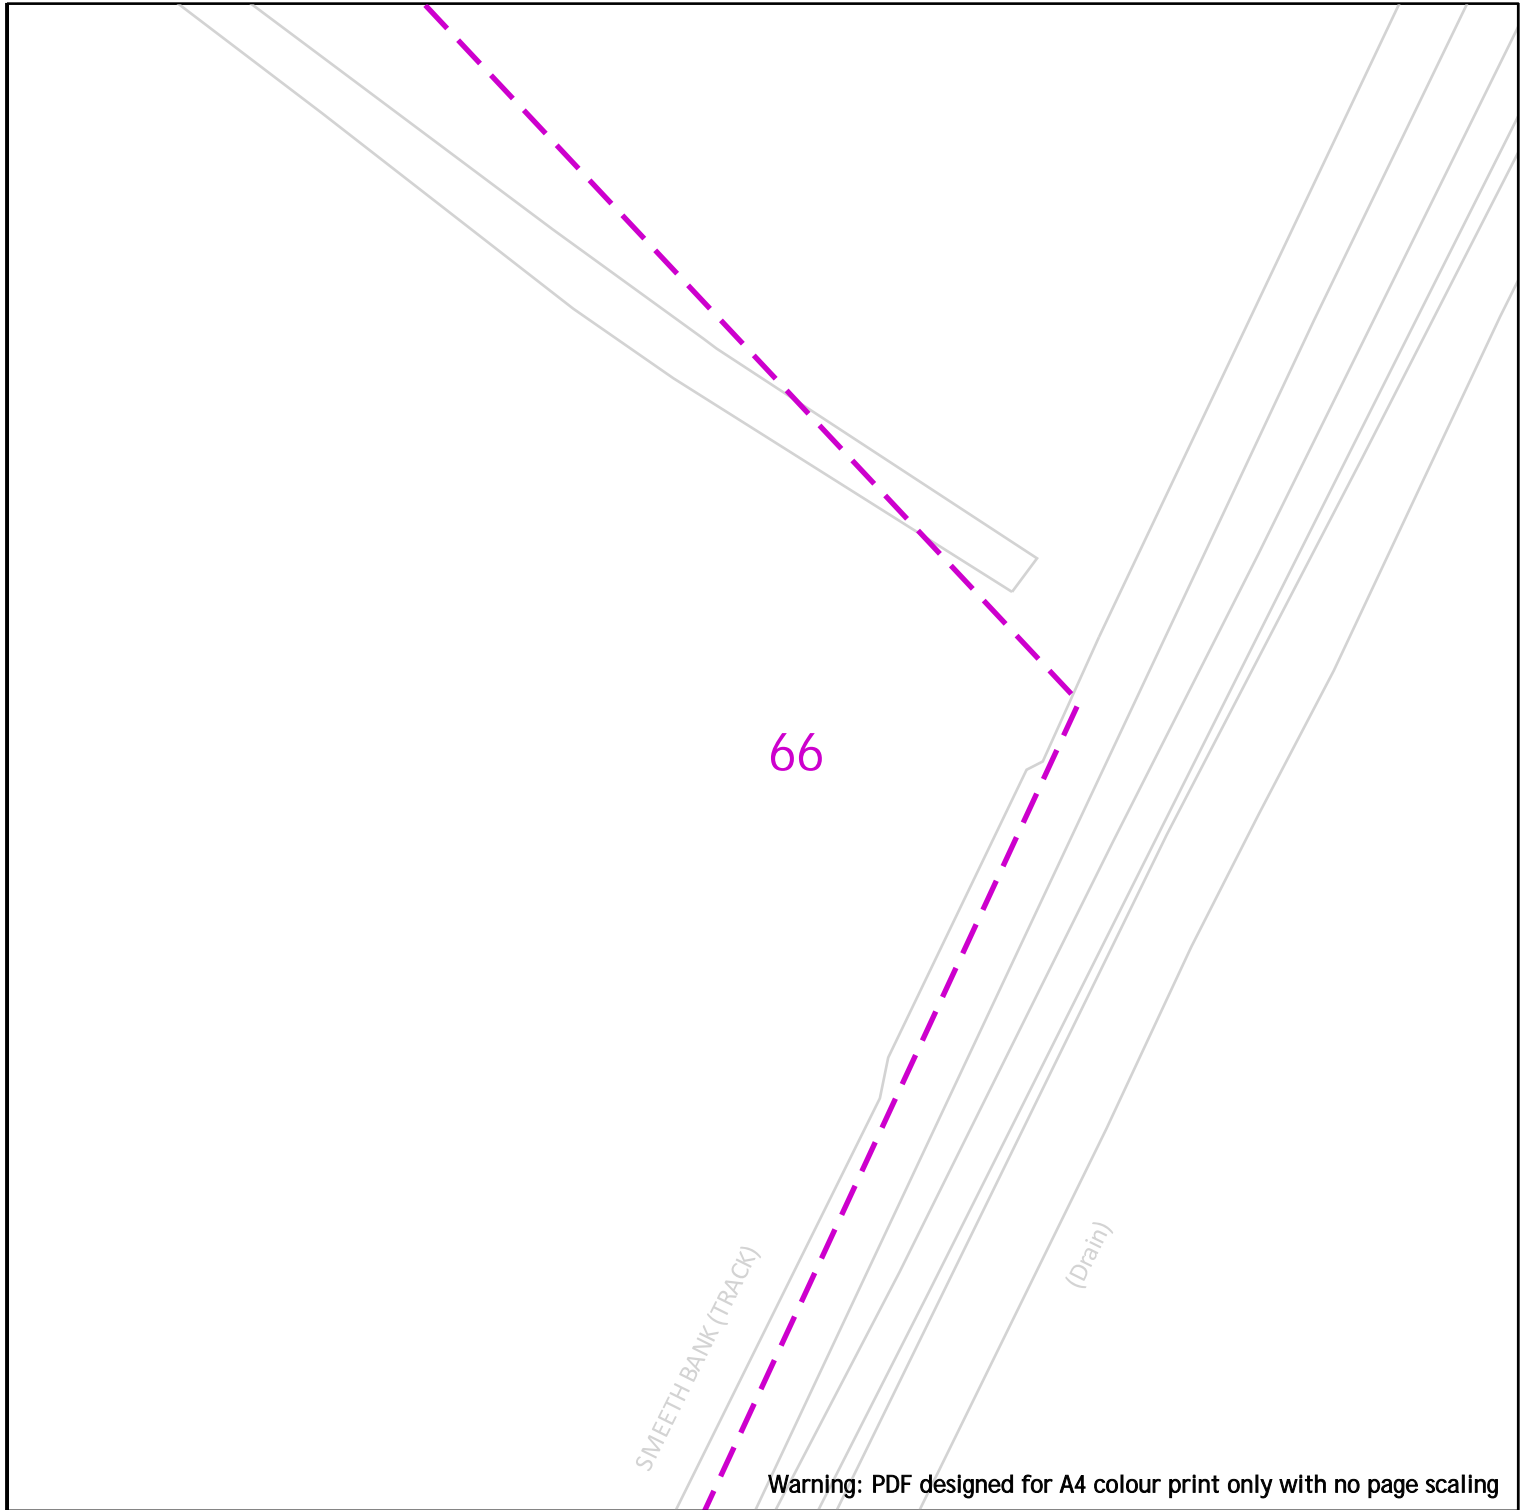 66
SMEETH BANK (TRACK)
(Drain)
Warning: PDF designed for A4 colour print only with no page scaling